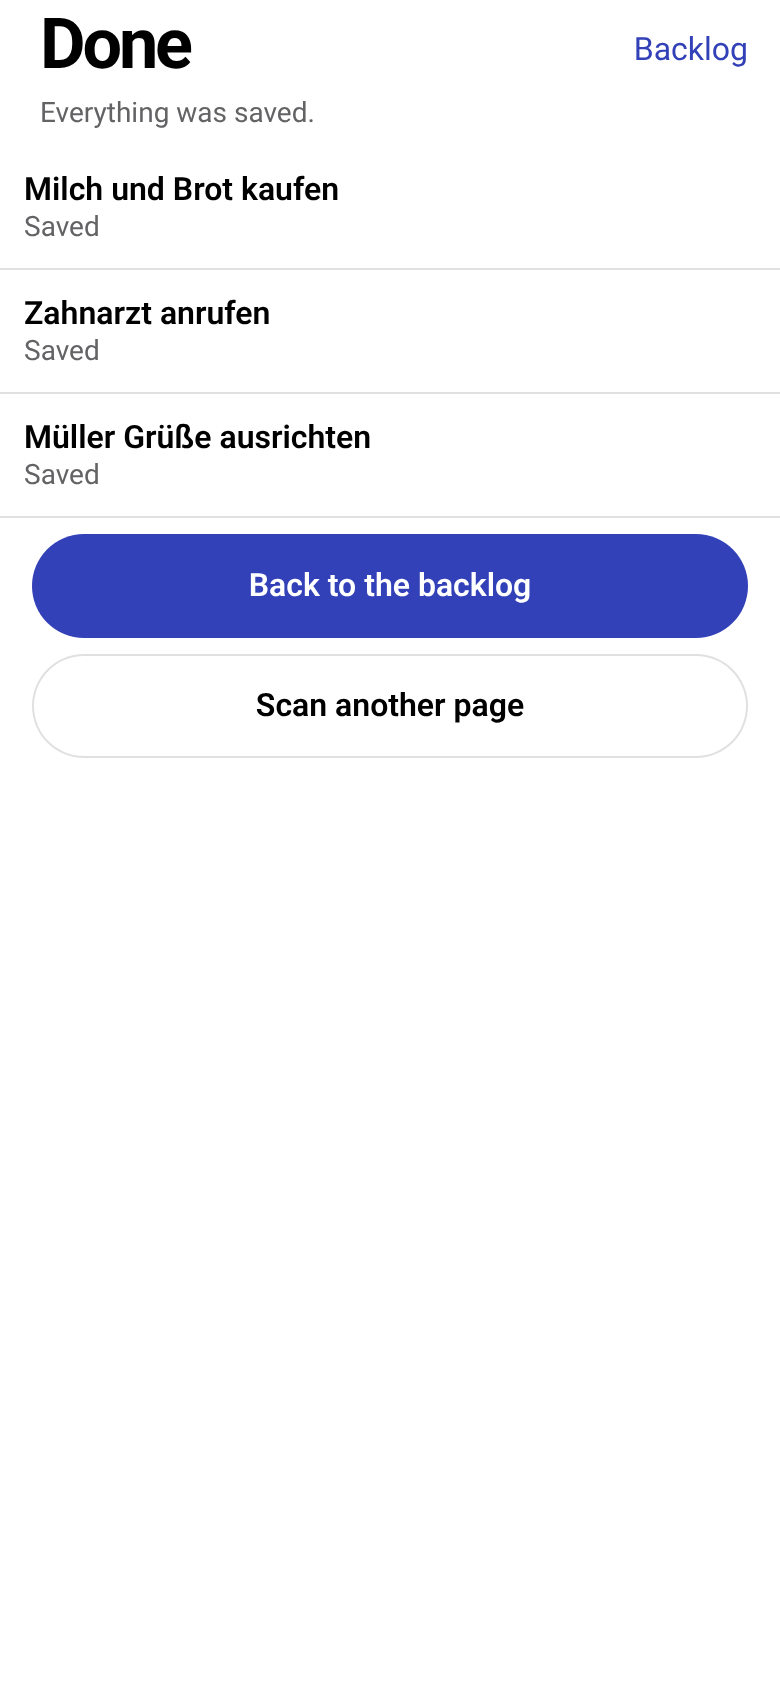 Done
Backlog
Everything was saved.
Milch und Brot kaufen
Saved
Zahnarzt anrufen
Saved
Müller Grüße ausrichten
Saved
Back to the backlog
Scan another page